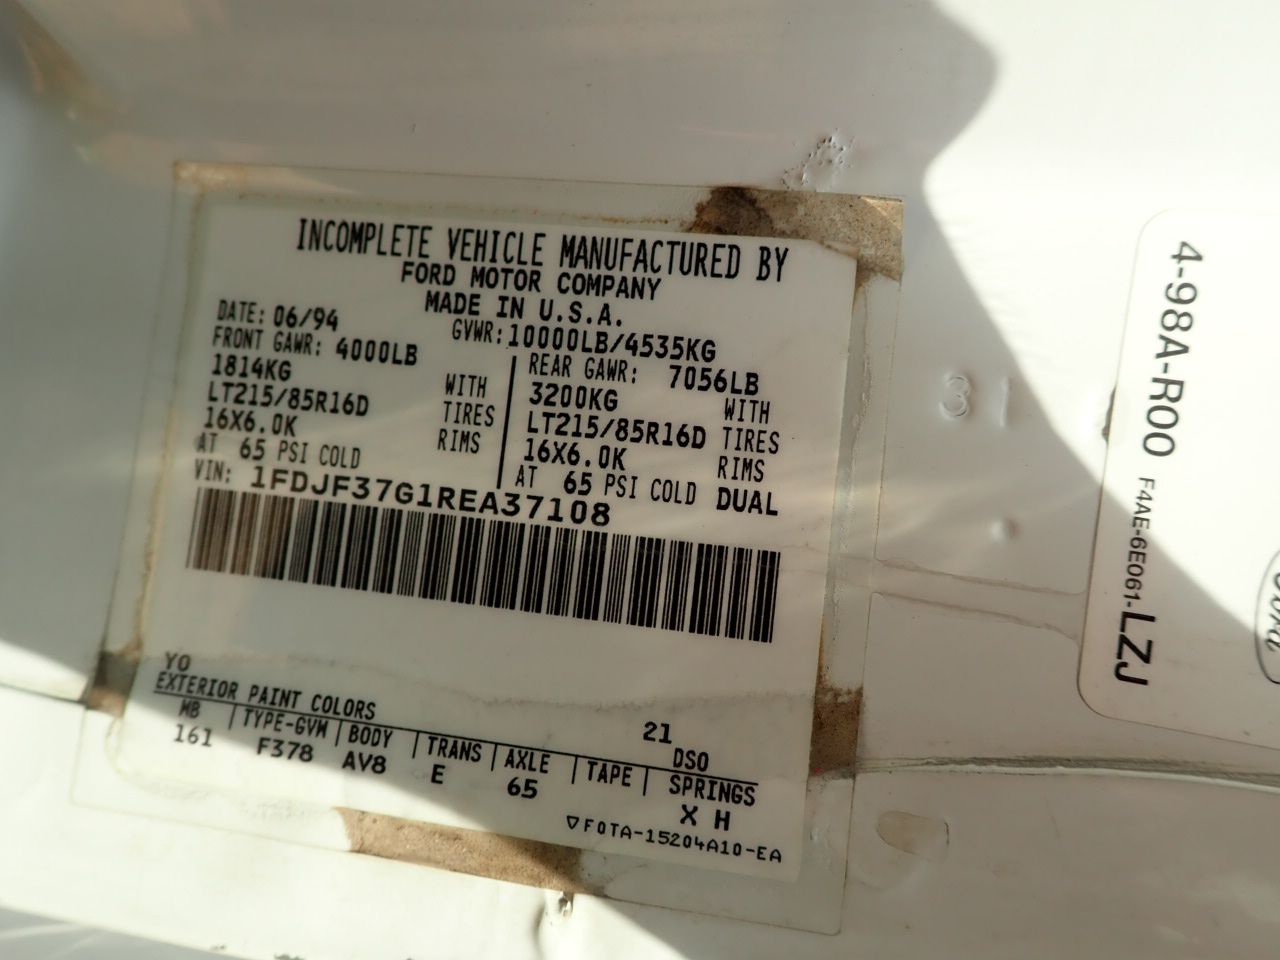 INCOMPLETE VEHICLE MANUFACTURED BY
FORD MOTOR COMPANY
MADE IN U.S.A.
DATE: 06/94 GVWR: 10000LB/4535KG
FRONT GAWR: 4000LB
1814KG WITH
LT215/85R16D TIRES
16X6.0K RIMS
AT 65 PSI COLD
REAR GAWR: 7056LB
3200KG WITH
LT215/85R16D TIRES
16X6.0K RIMS
AT 65 PSI COLD DUAL
VIN: 1FDJF37G1REA37108
YO
EXTERIOR PAINT COLORS 21 DSO
WB | TYPE-GVW | BODY | TRANS | AXLE | TAPE | SPRINGS
161 F378 AV8 E 65 X H
▽F0TA-15204A10-EA
31
4-98A-R00
F4AE-6E061-LZJ